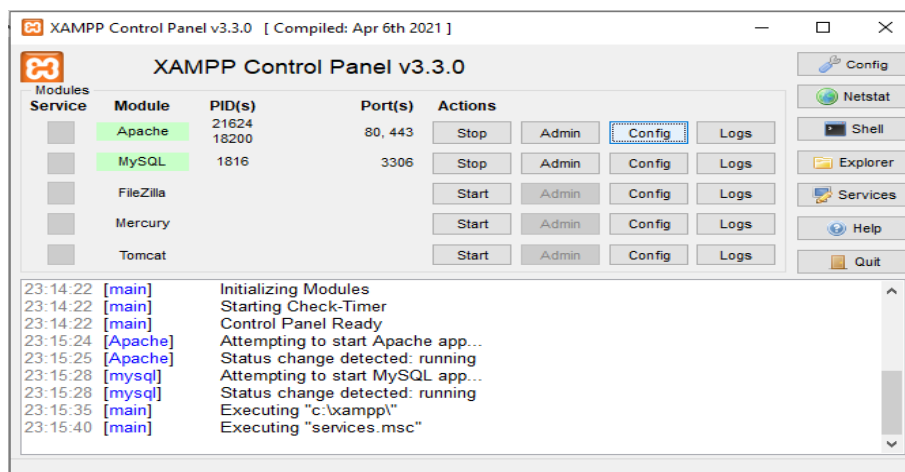 XAMPP Control Panel v3.3.0 [ Compiled: Apr 6th 2021 ]
XAMPP Control Panel v3.3.0
Config
Modules
Service Module PID(s) Port(s) Actions
Netstat
Apache 21624 18200 80, 443 Stop Admin Config Logs
Shell
MySQL 1816 3306 Stop Admin Config Logs
Explorer
FileZilla Start Admin Config Logs
Services
Mercury Start Admin Config Logs
Help
Tomcat Start Admin Config Logs
Quit
23:14:22 [main] Initializing Modules
23:14:22 [main] Starting Check-Timer
23:14:22 [main] Control Panel Ready
23:15:24 [Apache] Attempting to start Apache app...
23:15:25 [Apache] Status change detected: running
23:15:28 [mysql] Attempting to start MySQL app...
23:15:28 [mysql] Status change detected: running
23:15:35 [main] Executing "c:\xampp\"
23:15:40 [main] Executing "services.msc"